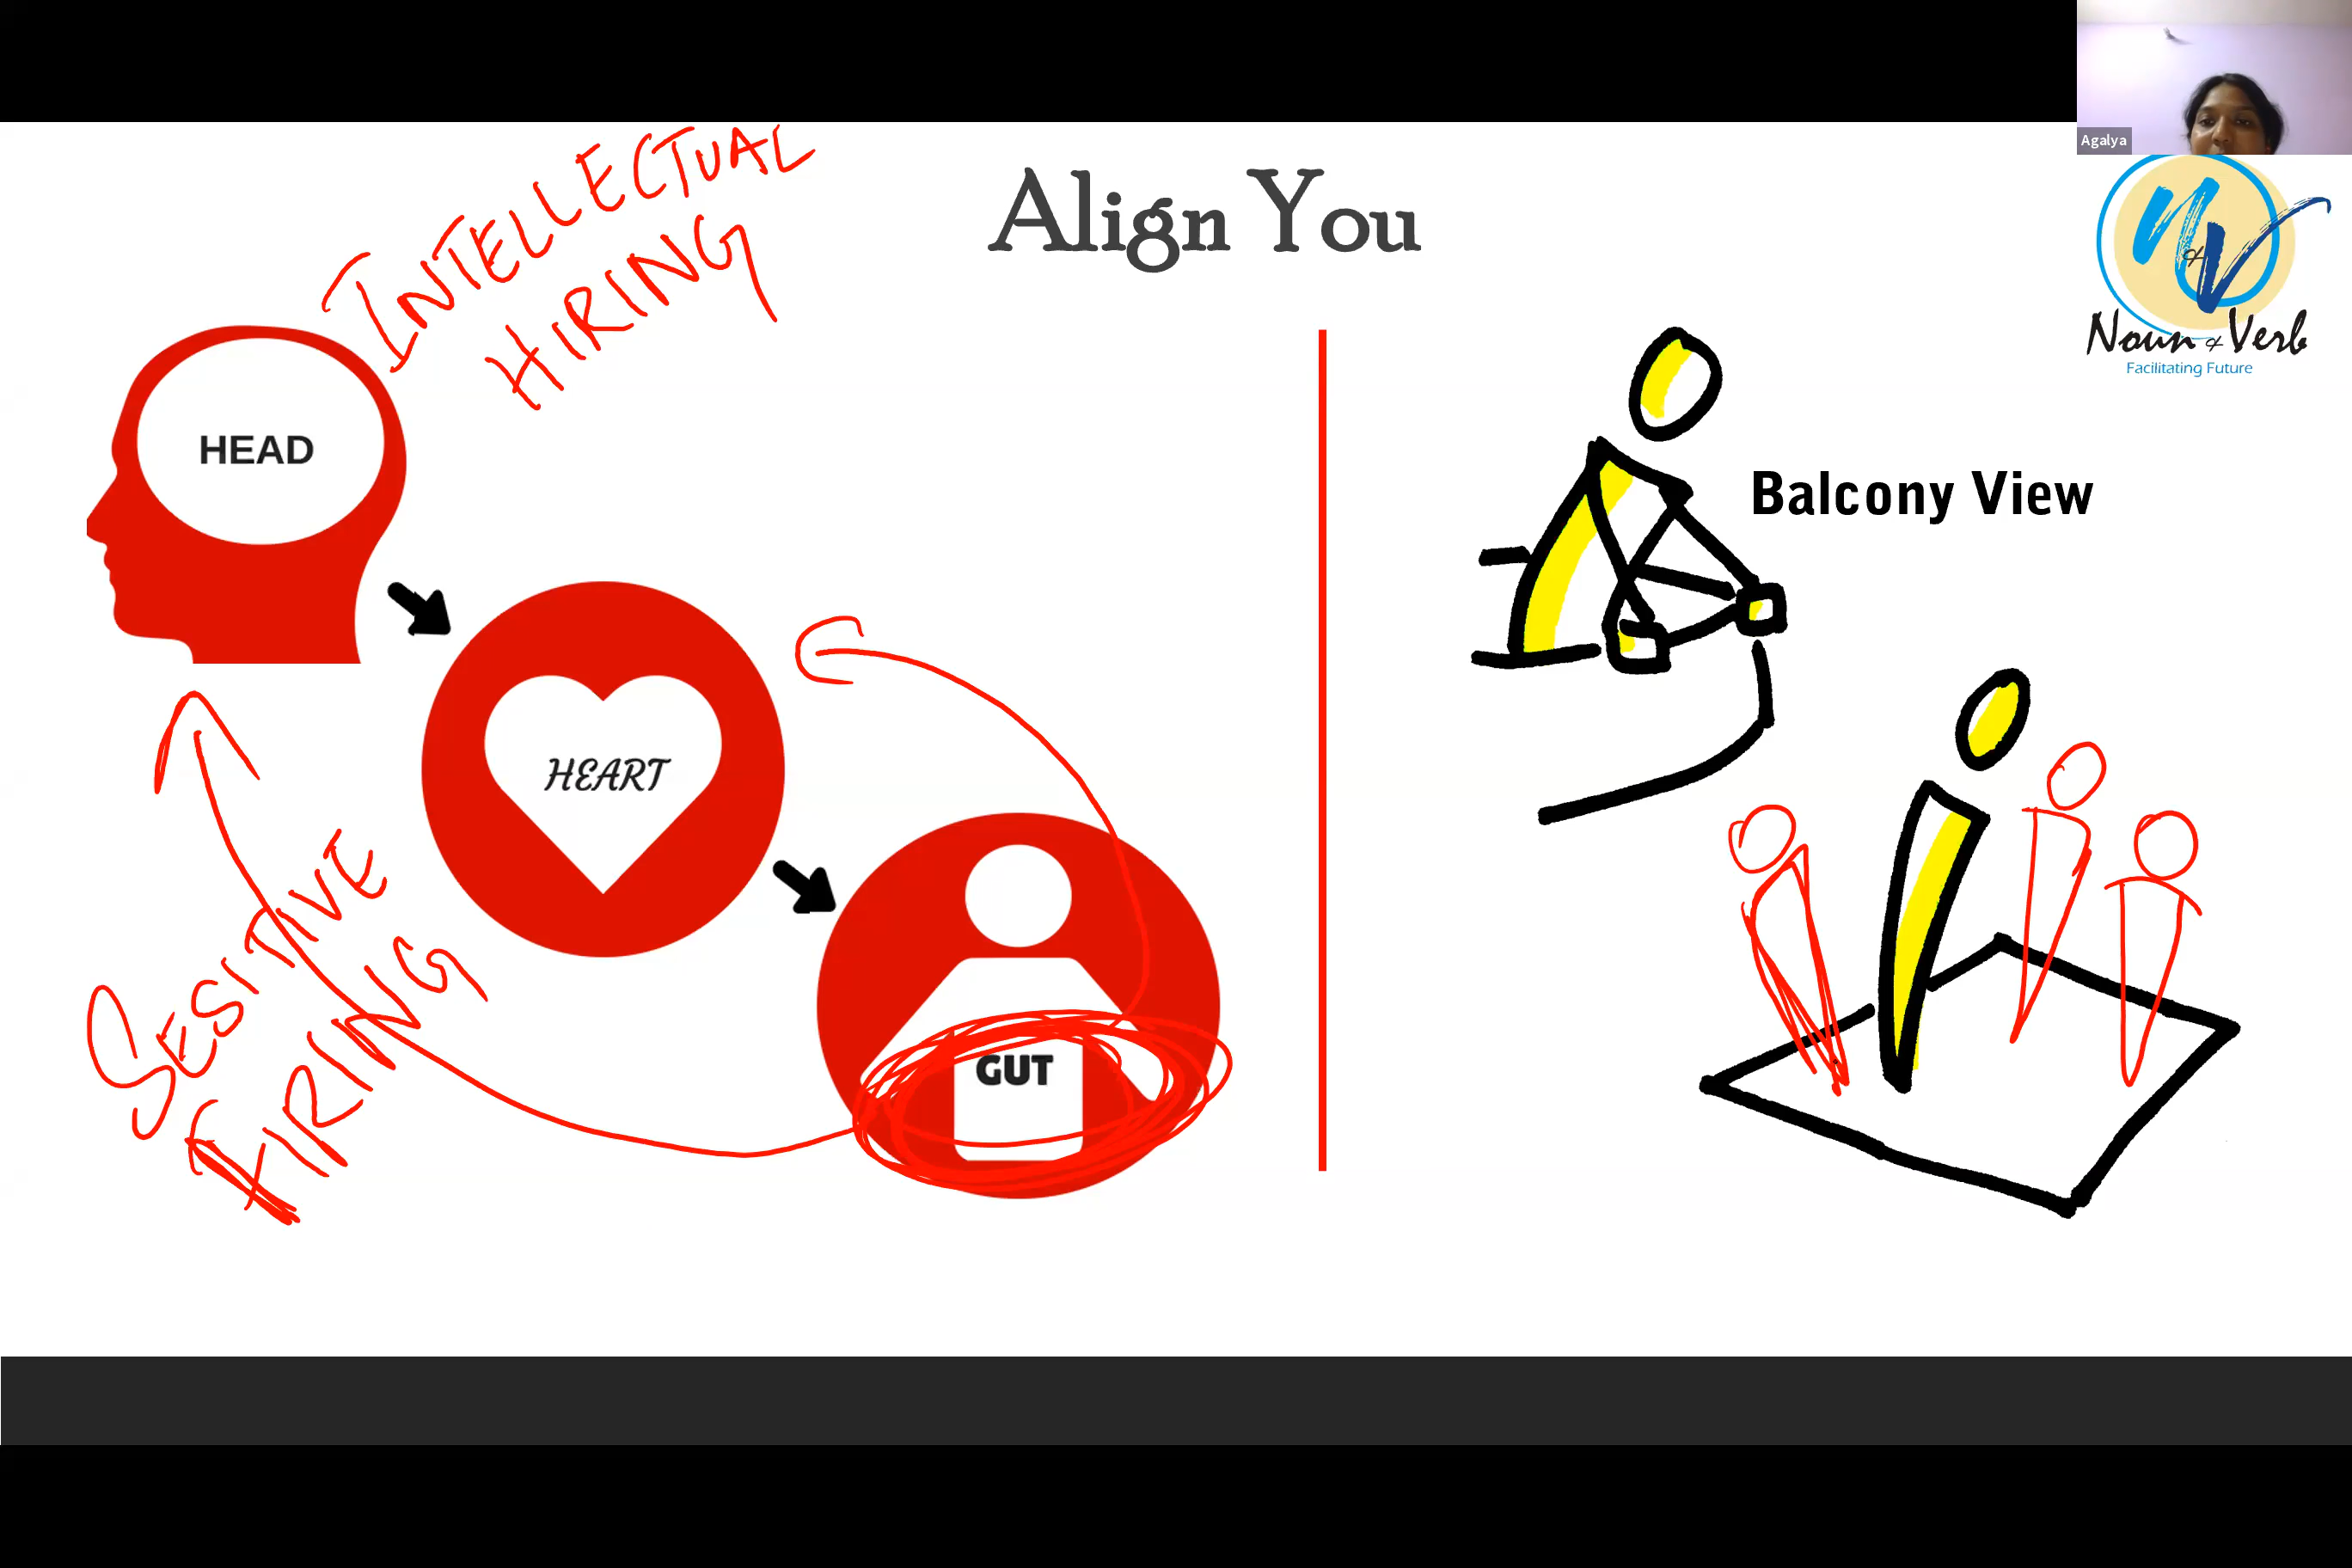 Agalya
INTELLECTUAL
HIRING
Align You
N & V
Noun & Verb
Facilitating Future
HEAD
Balcony View
HEART
SESITIVE
FIRING
GUT